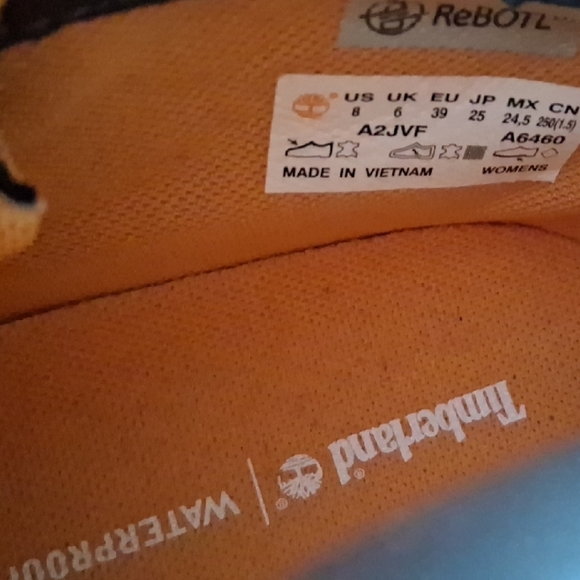 ReBOTL™
US UK EU JP MX CN
8 6 39 25 24,5 250(1.5)
A2JVF A6460
MADE IN VIETNAM WOMENS
Timberland
WATERPROOF